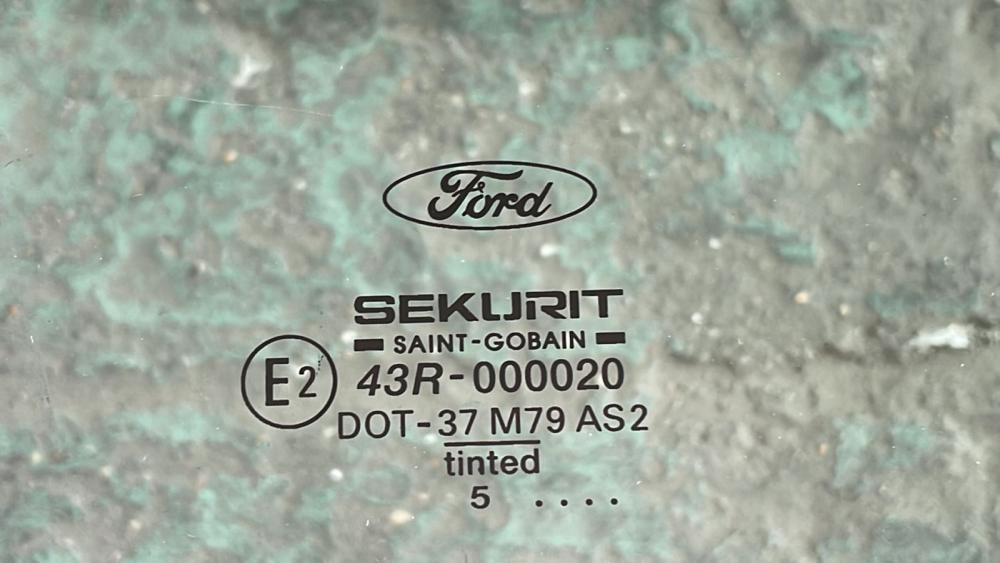 Ford
SEKURIT
SAINT-GOBAIN
E2 43R-000020
DOT-37 M79 AS2
tinted
5 ....